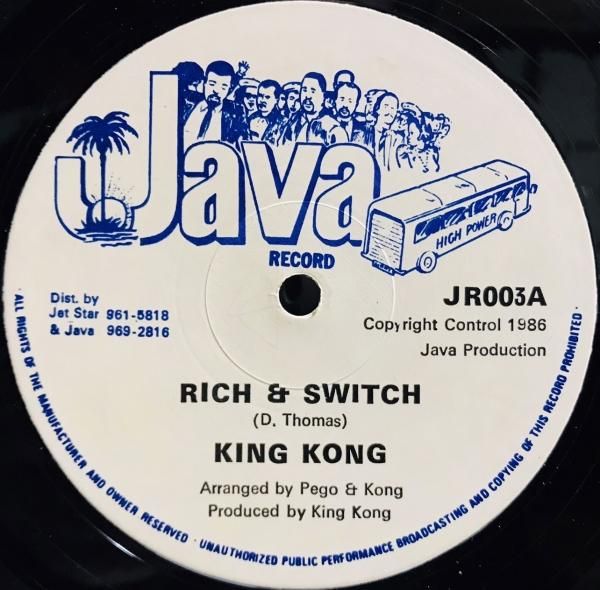 Java
RECORD
HIGH POWER
JR003A
Copyright Control 1986
Java Production
Dist. by
Jet Star 961-5818
& Java 969-2816
RICH & SWITCH
(D. Thomas)
KING KONG
Arranged by Pego & Kong
Produced by King Kong
· ALL RIGHTS OF THE MANUFACTURER AND OWNER RESERVED · UNAUTHORIZED PUBLIC PERFORMANCE BROADCASTING AND COPYING OF THIS RECORD PROHIBITED ·